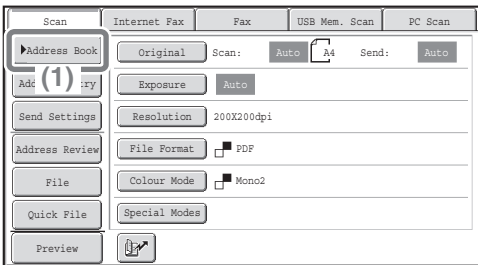 Scan Internet Fax Fax USB Mem. Scan PC Scan
Address Book Original Scan: Auto A4 Send: Auto
(1) Exposure Auto
Send Settings Resolution 200X200dpi
Address Review File Format PDF
File Colour Mode Mono2
Quick File Special Modes
Preview